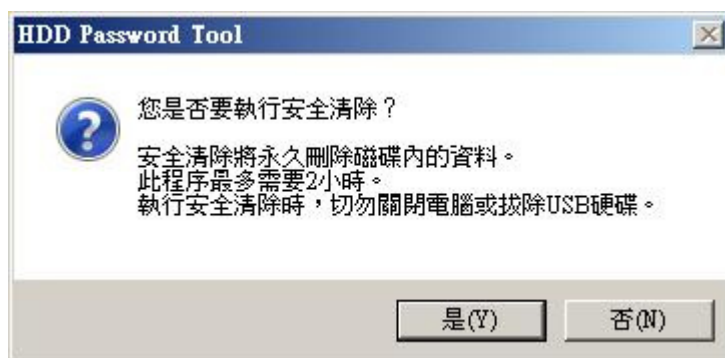 HDD Password Tool
您是否要執行安全清除？
安全清除將永久刪除磁碟內的資料。
此程序最多需要2小時。
執行安全清除時，切勿關閉電腦或拔除USB硬碟。
是(Y)
否(N)